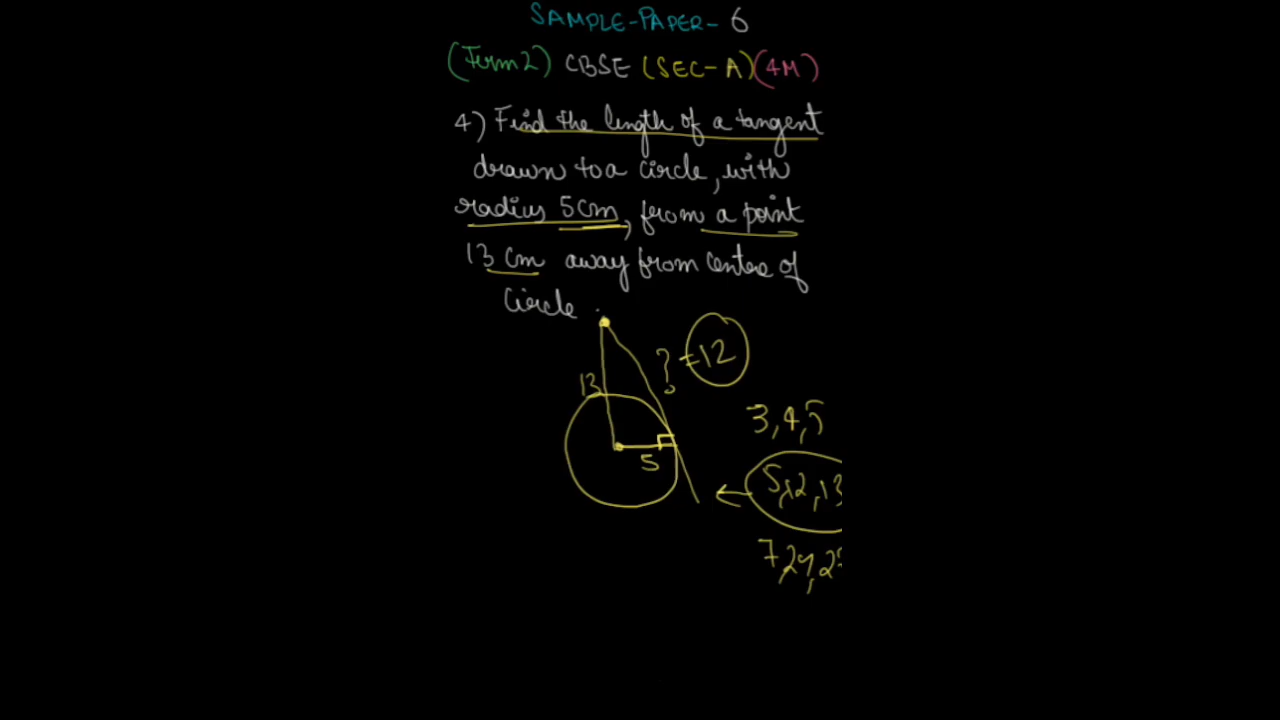 SAMPLE-PAPER-6
(Term2) CBSE (SEC-A)(4M)
4) Find the length of a tangent
drawn to a circle, with
radius 5cm, from a point
13 cm away from centre of
circle.
? =12
13
5
3,4,5
5,12,13
7,24,2